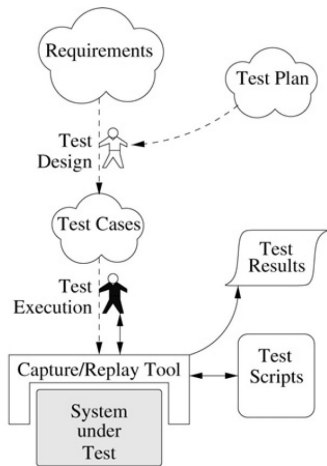 Requirements
Test Plan
Test
Design
Test Cases
Test
Execution
Test
Results
Capture/Replay Tool
Test
Scripts
System
under
Test